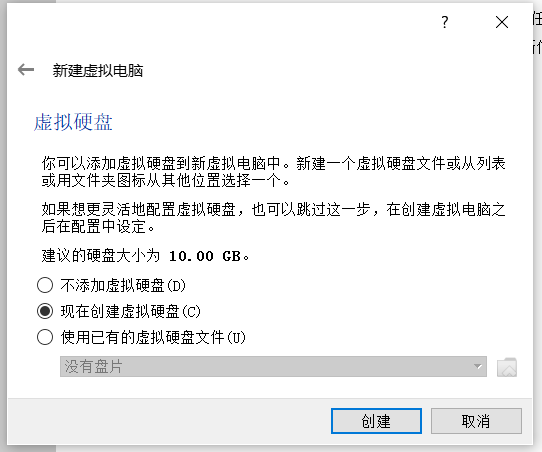 任
?
新建虚拟电脑
虚拟硬盘
你可以添加虚拟硬盘到新虚拟电脑中。新建一个虚拟硬盘文件或从列表
或用文件夹图标从其他位置选择一个。
如果想更灵活地配置虚拟硬盘，也可以跳过这一步，在创建虚拟电脑之
后在配置中设定。
建议的硬盘大小为 10.00 GB。
不添加虚拟硬盘(D)
现在创建虚拟硬盘(C)
使用已有的虚拟硬盘文件(U)
没有盘片
创建
取消